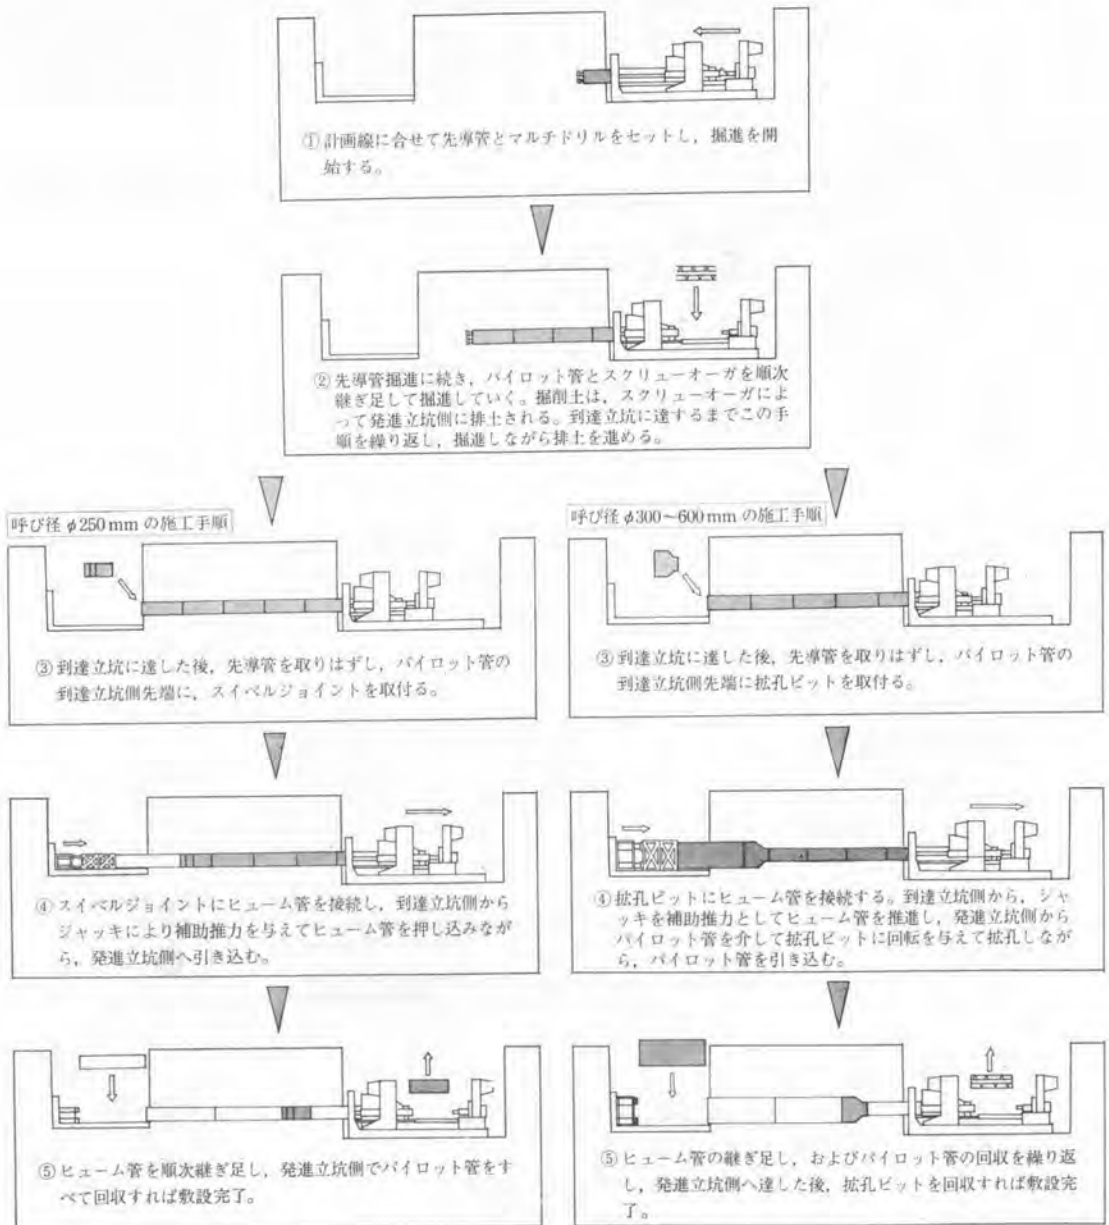 ①計画線に合せて先導管とマルチドリルをセットし，掘進を開
始する。
②先導管掘進に続き，パイロット管とスクリューオーガを順次
継ぎ足して掘進していく。掘削土は，スクリューオーガによ
って発進立坑側に排土される。到達立坑に達するまでこの手
順を繰り返し，掘進しながら排土を進める。
呼び径φ250mmの施工手順
③到達立坑に達した後，先導管を取りはずし，パイロット管の
到達立坑側先端に，スイベルジョイントを取付る。
④スイベルジョイントにヒューム管を接続し，到達立坑側から
ジャッキにより補助推力を与えてヒューム管を押し込みなが
ら，発進立坑側へ引き込む。
⑤ヒューム管を順次継ぎ足し，発進立坑側でパイロット管をす
べて回収すれば敷設完了。
呼び径φ300～600mmの施工手順
③到達立坑に達した後，先導管を取りはずし，パイロット管の
到達立坑側先端に拡孔ビットを取付る。
④拡孔ビットにヒューム管を接続する。到達立坑側から，ジャ
ッキを補助推力としてヒューム管を推進し，発進立坑側から
パイロット管を介して拡孔ビットに回転を与えて拡孔しなが
ら，パイロット管を引き込む。
⑤ヒューム管の継ぎ足し，およびパイロット管の回収を繰り返
し，発進立坑側へ達した後，拡孔ビットを回収すれば敷設完
了。